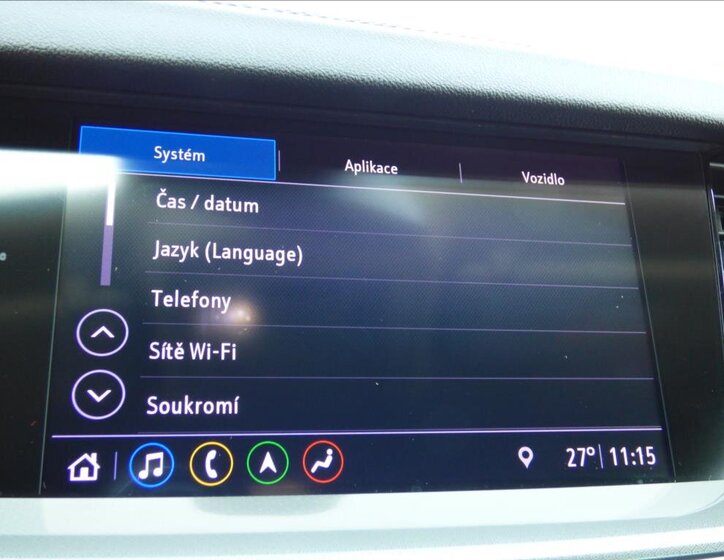 Systém Aplikace Vozidlo
Čas / datum
Jazyk (Language)
Telefony
Sítě Wi-Fi
Soukromí
27° 11:15